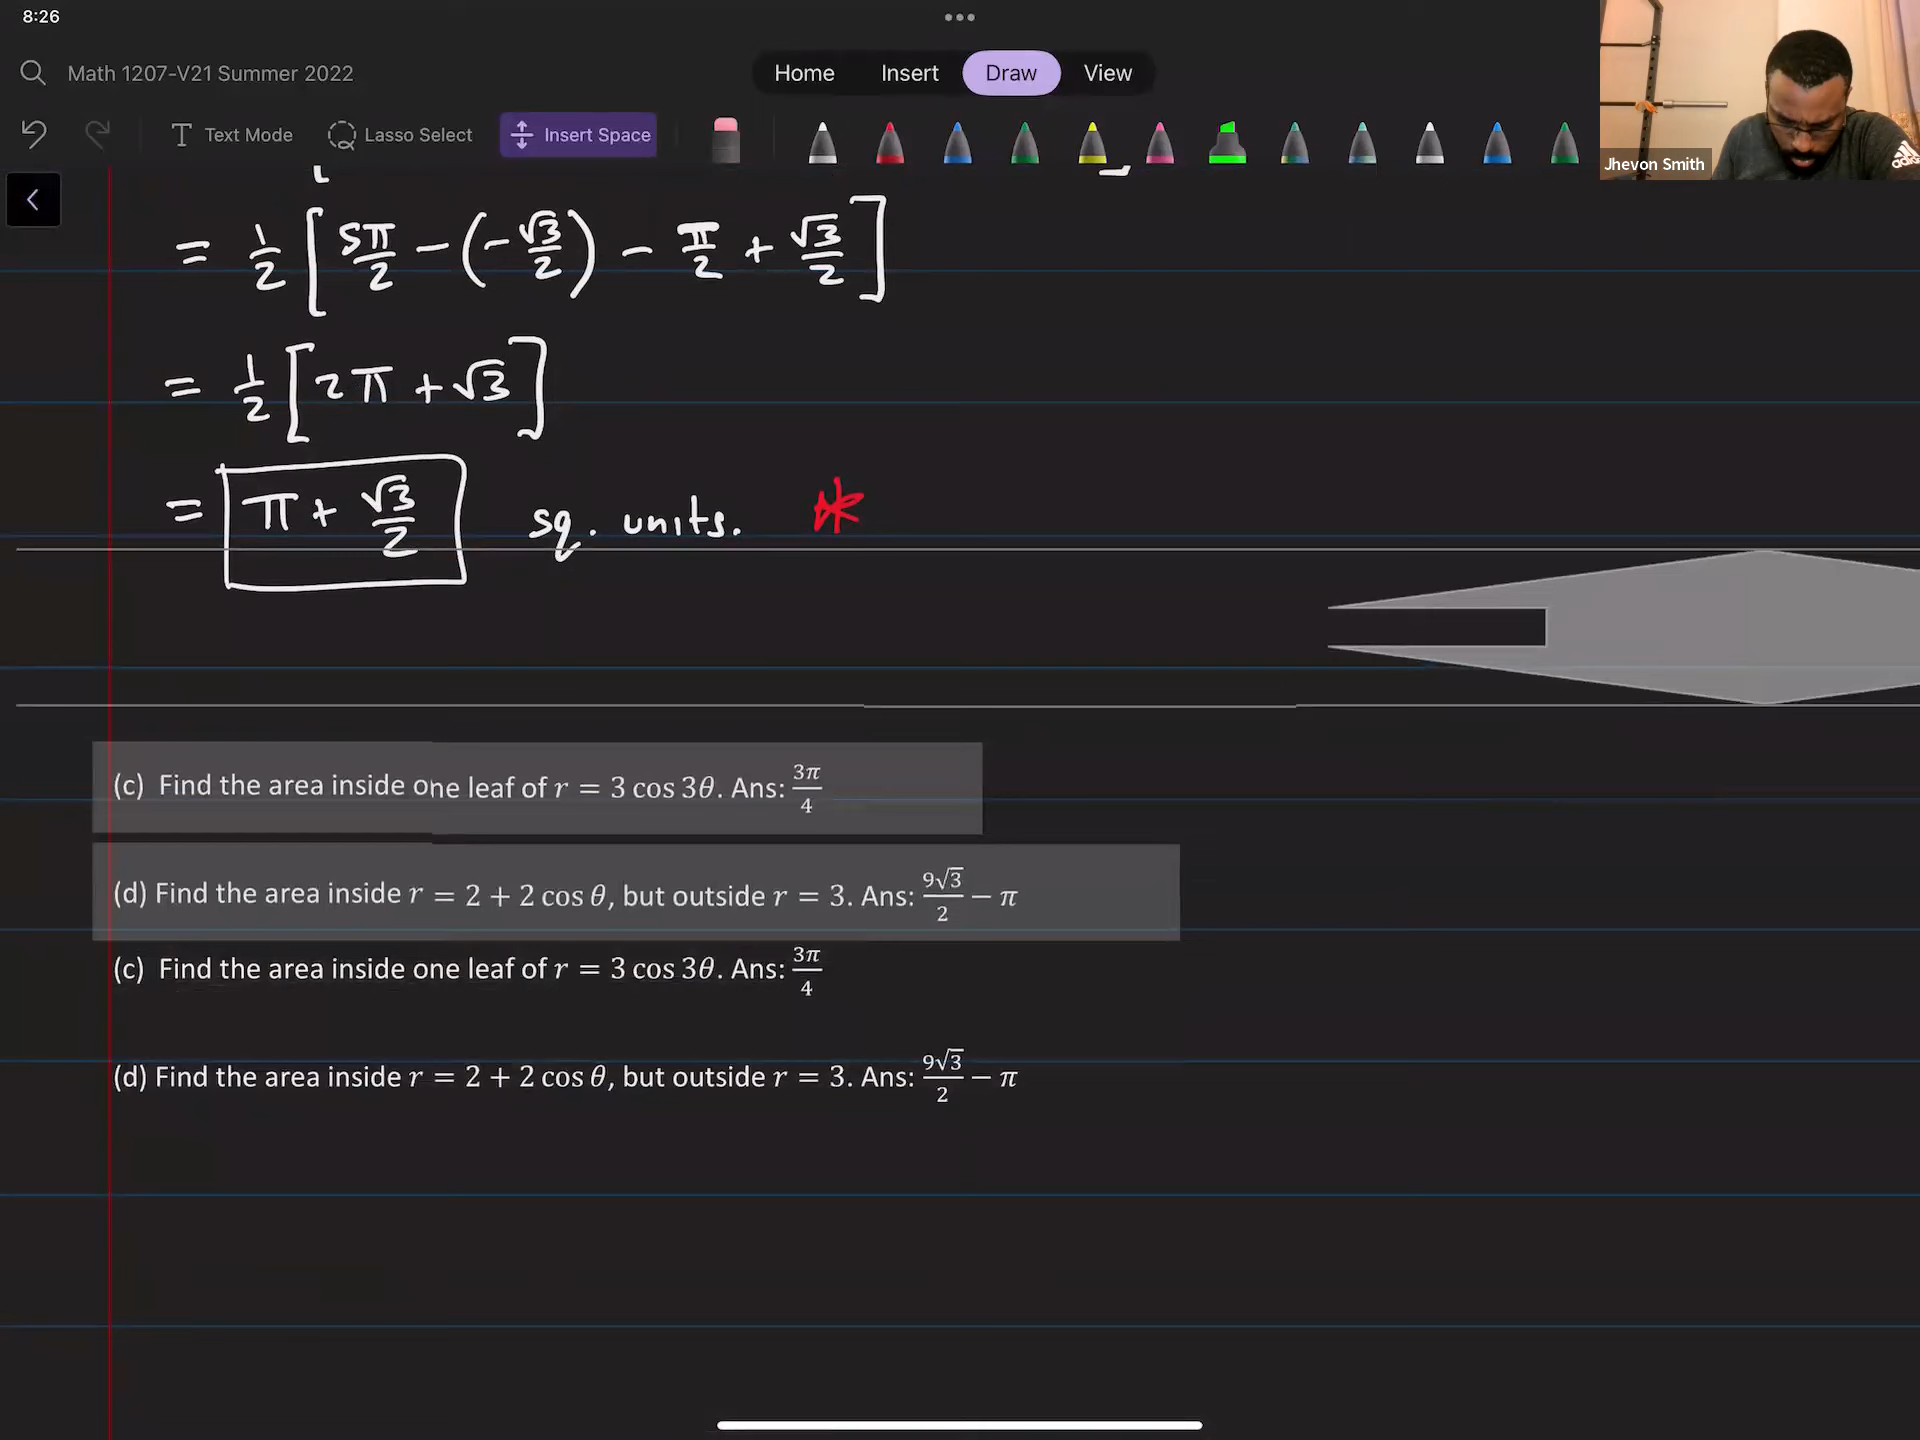 8:26
Math 1207-V21 Summer 2022
Home Insert Draw View
Text Mode Lasso Select Insert Space
Jhevon Smith
adidas
= 1/2 [ 5π/2 - (-√3/2) - π/2 + √3/2 ]
= 1/2 [ 2π + √3 ]
= π + √3/2 sq. units. *
(c) Find the area inside one leaf of r = 3 cos 3θ. Ans: 3π/4
(d) Find the area inside r = 2 + 2 cos θ, but outside r = 3. Ans: 9√3/2 − π
(c) Find the area inside one leaf of r = 3 cos 3θ. Ans: 3π/4
(d) Find the area inside r = 2 + 2 cos θ, but outside r = 3. Ans: 9√3/2 − π